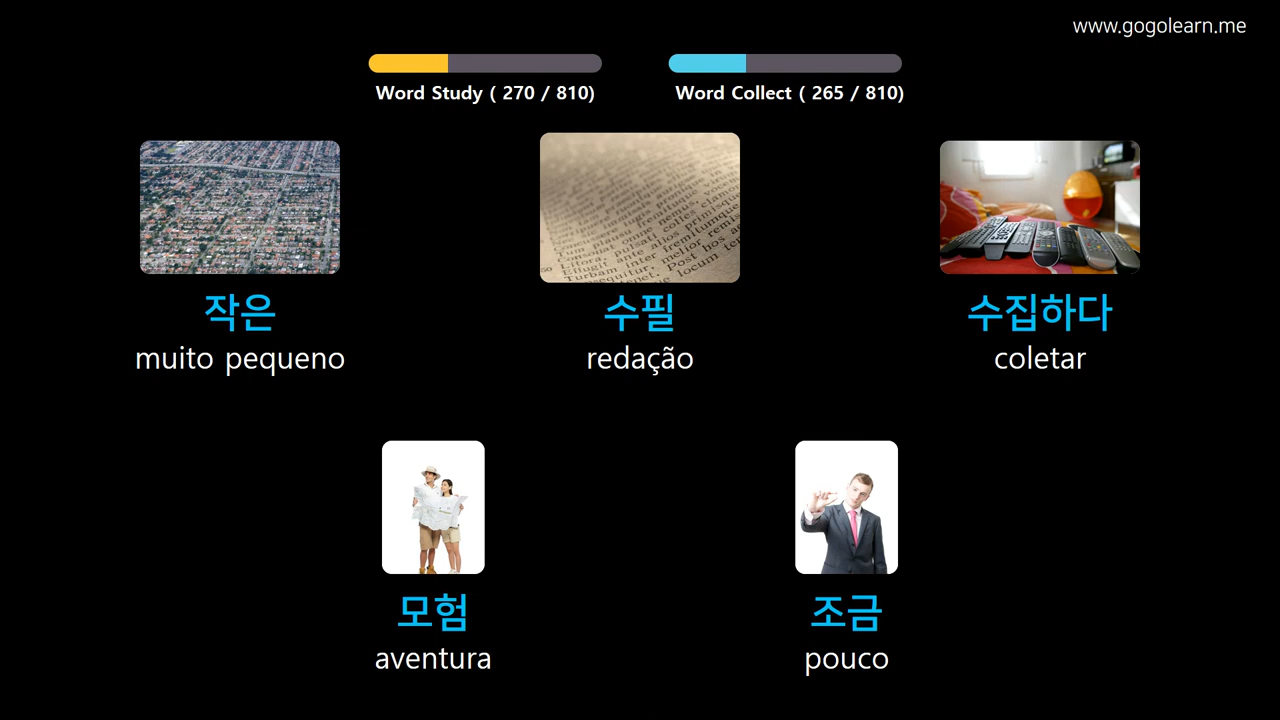 www.gogolearn.me
Word Study ( 270 / 810)
Word Collect ( 265 / 810)
작은
muito pequeno
수필
redação
수집하다
coletar
모험
aventura
조금
pouco